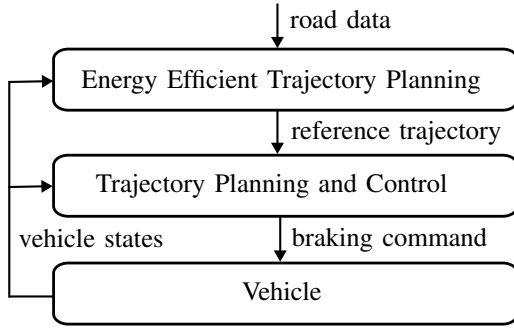 road data
Energy Efficient Trajectory Planning
reference trajectory
Trajectory Planning and Control
vehicle states
braking command
Vehicle